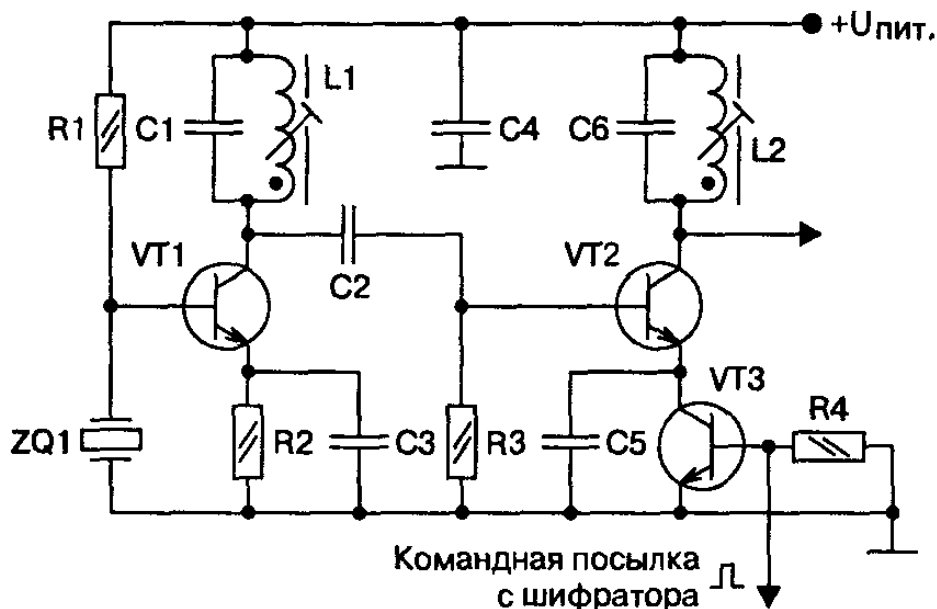 +Uпит.
L1
R1
C1
C4
C6
L2
VT1
C2
VT2
VT3
R4
ZQ1
R2
C3
R3
C5
Командная посылка
с шифратора